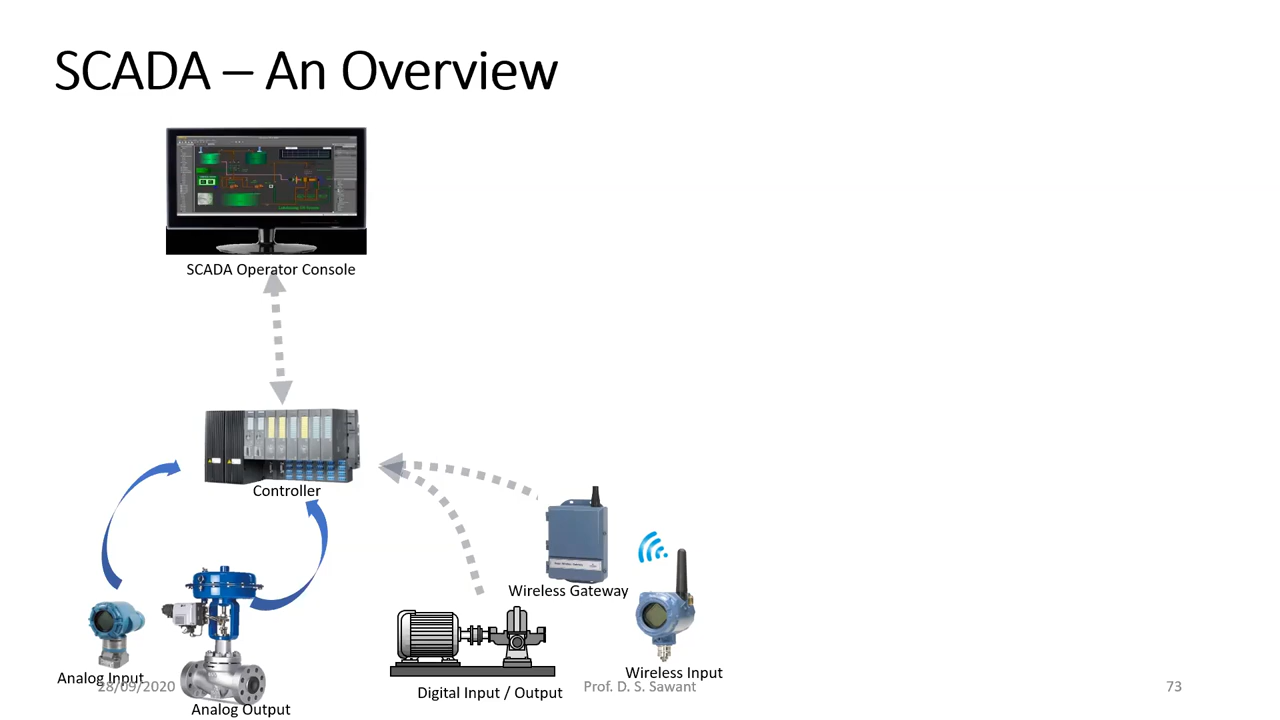 SCADA – An Overview
SCADA Operator Console
Controller
Wireless Gateway
Wireless Input
Analog Input
28/09/2020
Digital Input / Output
Prof. D. S. Sawant
73
Analog Output